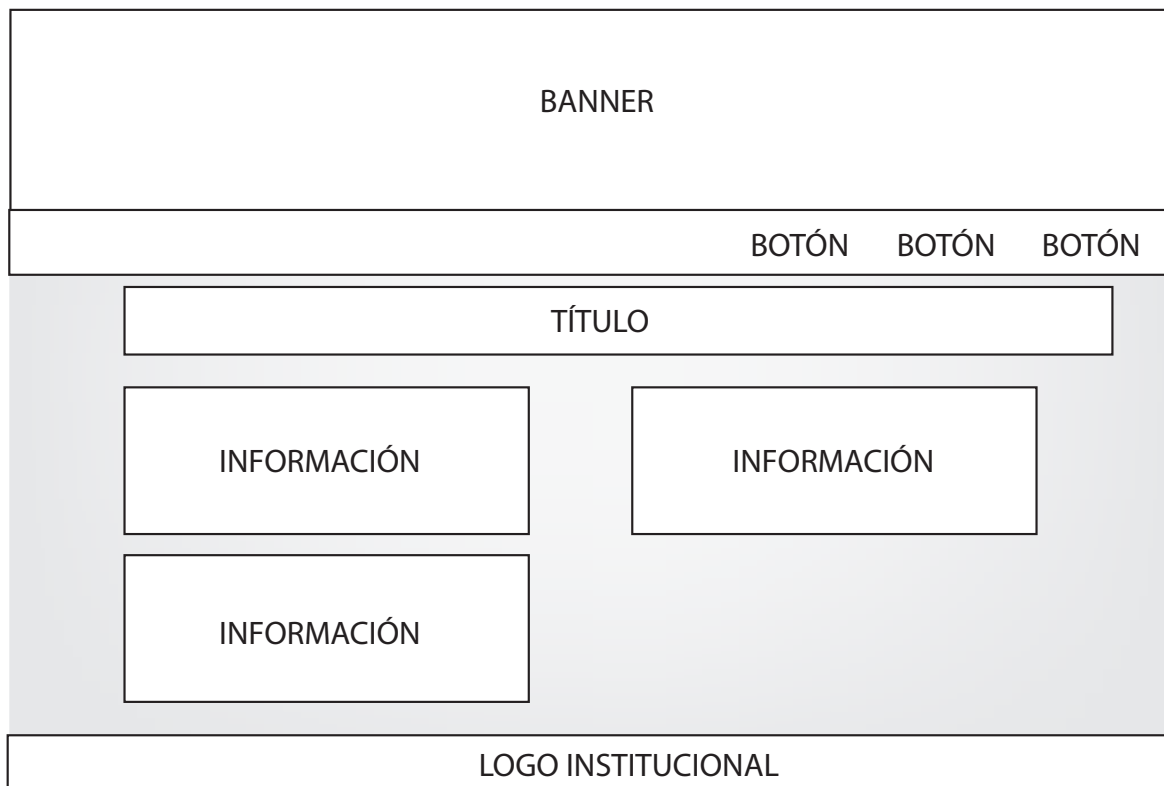 BANNER
BOTÓN BOTÓN BOTÓN
TÍTULO
INFORMACIÓN INFORMACIÓN
INFORMACIÓN
LOGO INSTITUCIONAL